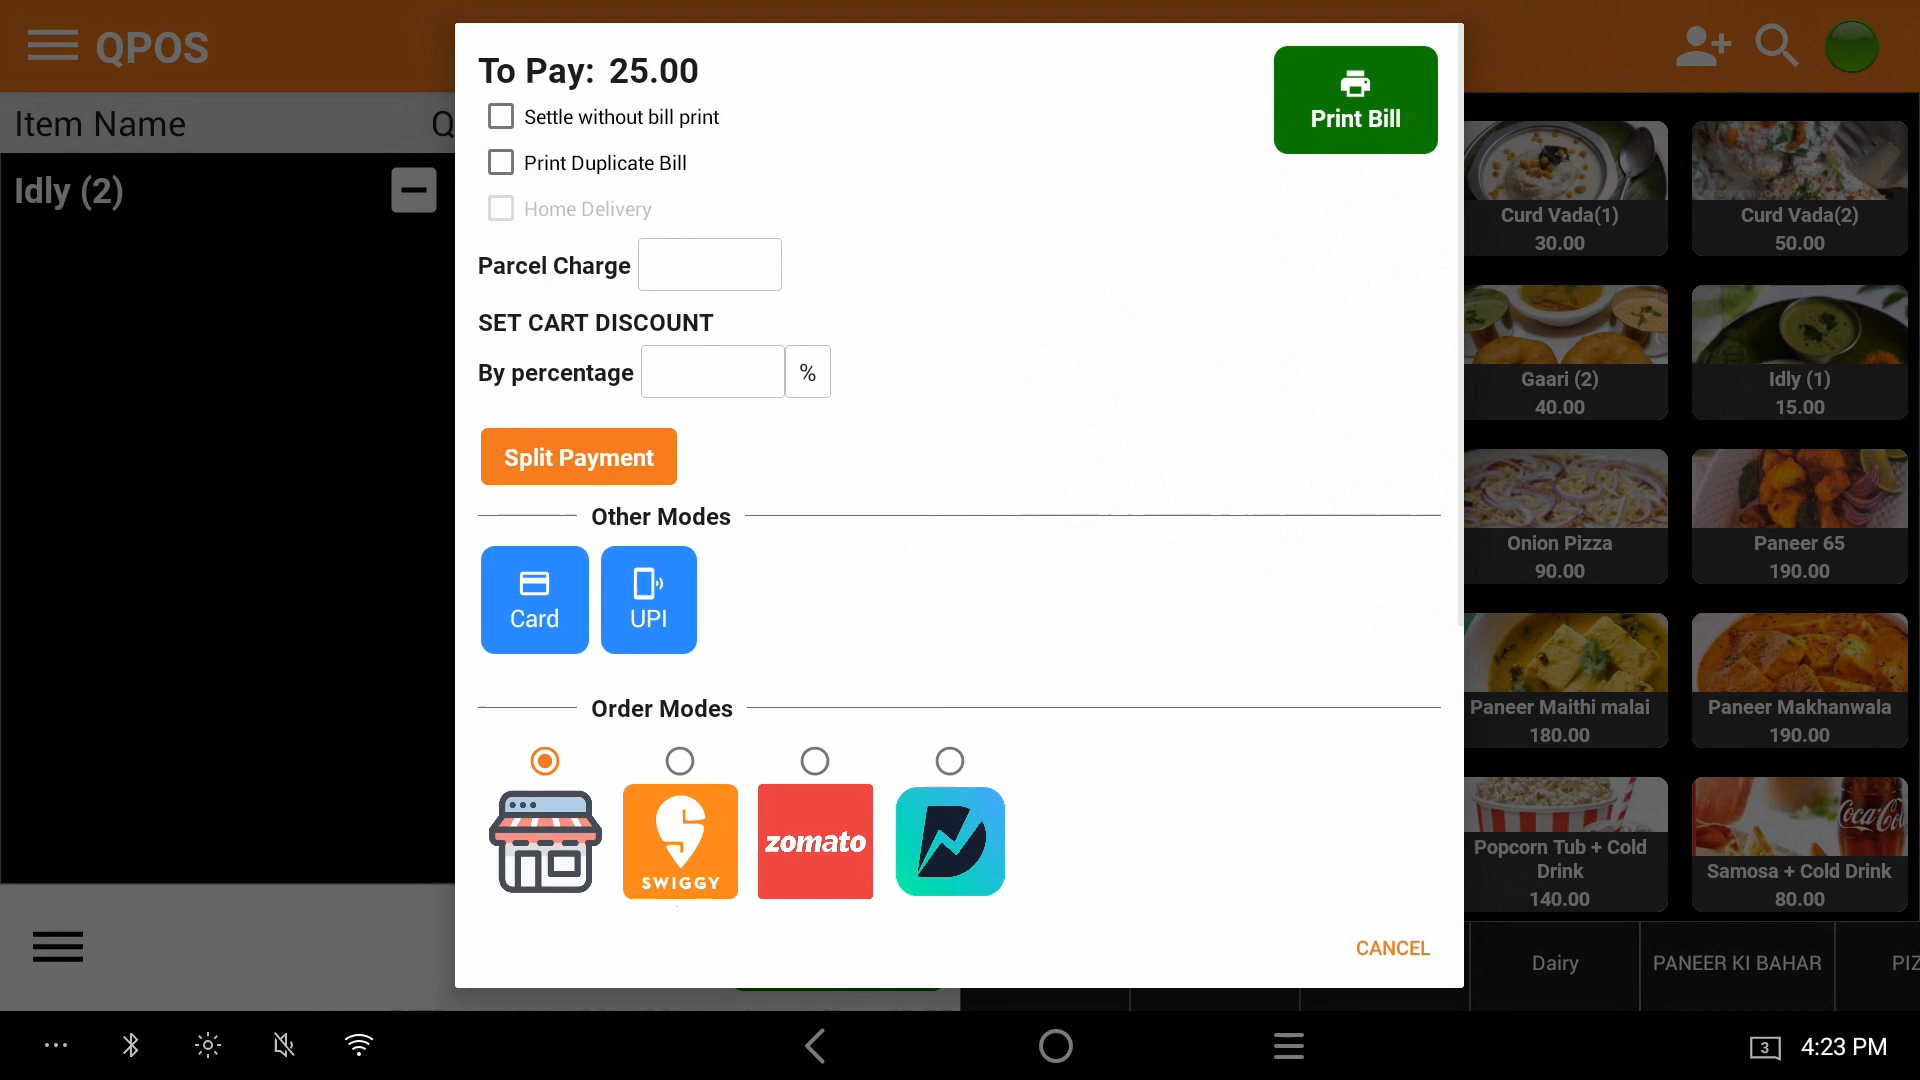 QPOS
Item Name
Q
Idly (2)
To Pay: 25.00
Settle without bill print
Print Duplicate Bill
Home Delivery
Print Bill
Parcel Charge
SET CART DISCOUNT
By percentage
%
Split Payment
Other Modes
Card
UPI
Order Modes
SWIGGY
zomato
CANCEL
Curd Vada(1)
30.00
Curd Vada(2)
50.00
Gaari (2)
40.00
Idly (1)
15.00
Onion Pizza
90.00
Paneer 65
190.00
Paneer Maithi malai
180.00
Paneer Makhanwala
190.00
Popcorn Tub + Cold
Drink
140.00
Coca Col
Samosa + Cold Drink
80.00
Dairy
PANEER KI BAHAR
PIZ
3
4:23 PM